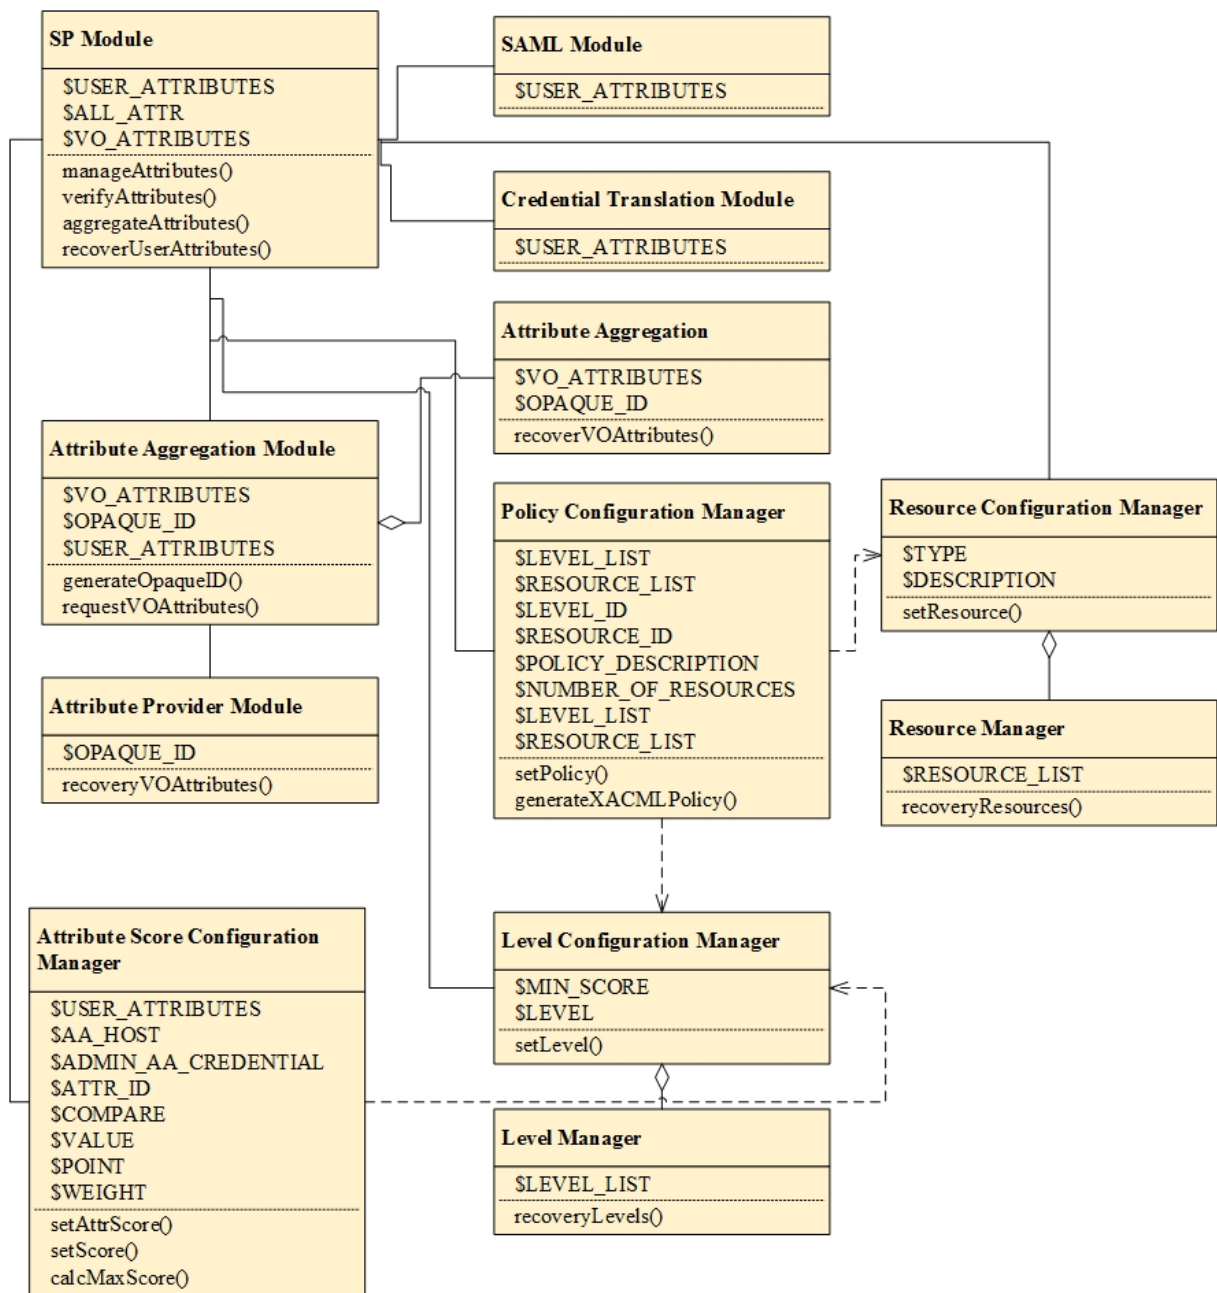 SP Module
$USER_ATTRIBUTES
$ALL_ATTR
$VO_ATTRIBUTES
manageAttributes()
verifyAttributes()
aggregateAttributes()
recoverUserAttributes()
SAML Module
$USER_ATTRIBUTES
Credential Translation Module
$USER_ATTRIBUTES
Attribute Aggregation
$VO_ATTRIBUTES
$OPAQUE_ID
recoverVOAttributes()
Attribute Aggregation Module
$VO_ATTRIBUTES
$OPAQUE_ID
$USER_ATTRIBUTES
generateOpaqueID()
requestVOAttributes()
Policy Configuration Manager
$LEVEL_LIST
$RESOURCE_LIST
$LEVEL_ID
$RESOURCE_ID
$POLICY_DESCRIPTION
$NUMBER_OF_RESOURCES
$LEVEL_LIST
$RESOURCE_LIST
setPolicy()
generateXACMLPolicy()
Resource Configuration Manager
$TYPE
$DESCRIPTION
setResource()
Attribute Provider Module
$OPAQUE_ID
recoveryVOAttributes()
Resource Manager
$RESOURCE_LIST
recoveryResources()
Attribute Score Configuration
Manager
$USER_ATTRIBUTES
$AA_HOST
$ADMIN_AA_CREDENTIAL
$ATTR_ID
$COMPARE
$VALUE
$POINT
$WEIGHT
setAttrScore()
setScore()
calcMaxScore()
Level Configuration Manager
$MIN_SCORE
$LEVEL
setLevel()
Level Manager
$LEVEL_LIST
recoveryLevels()